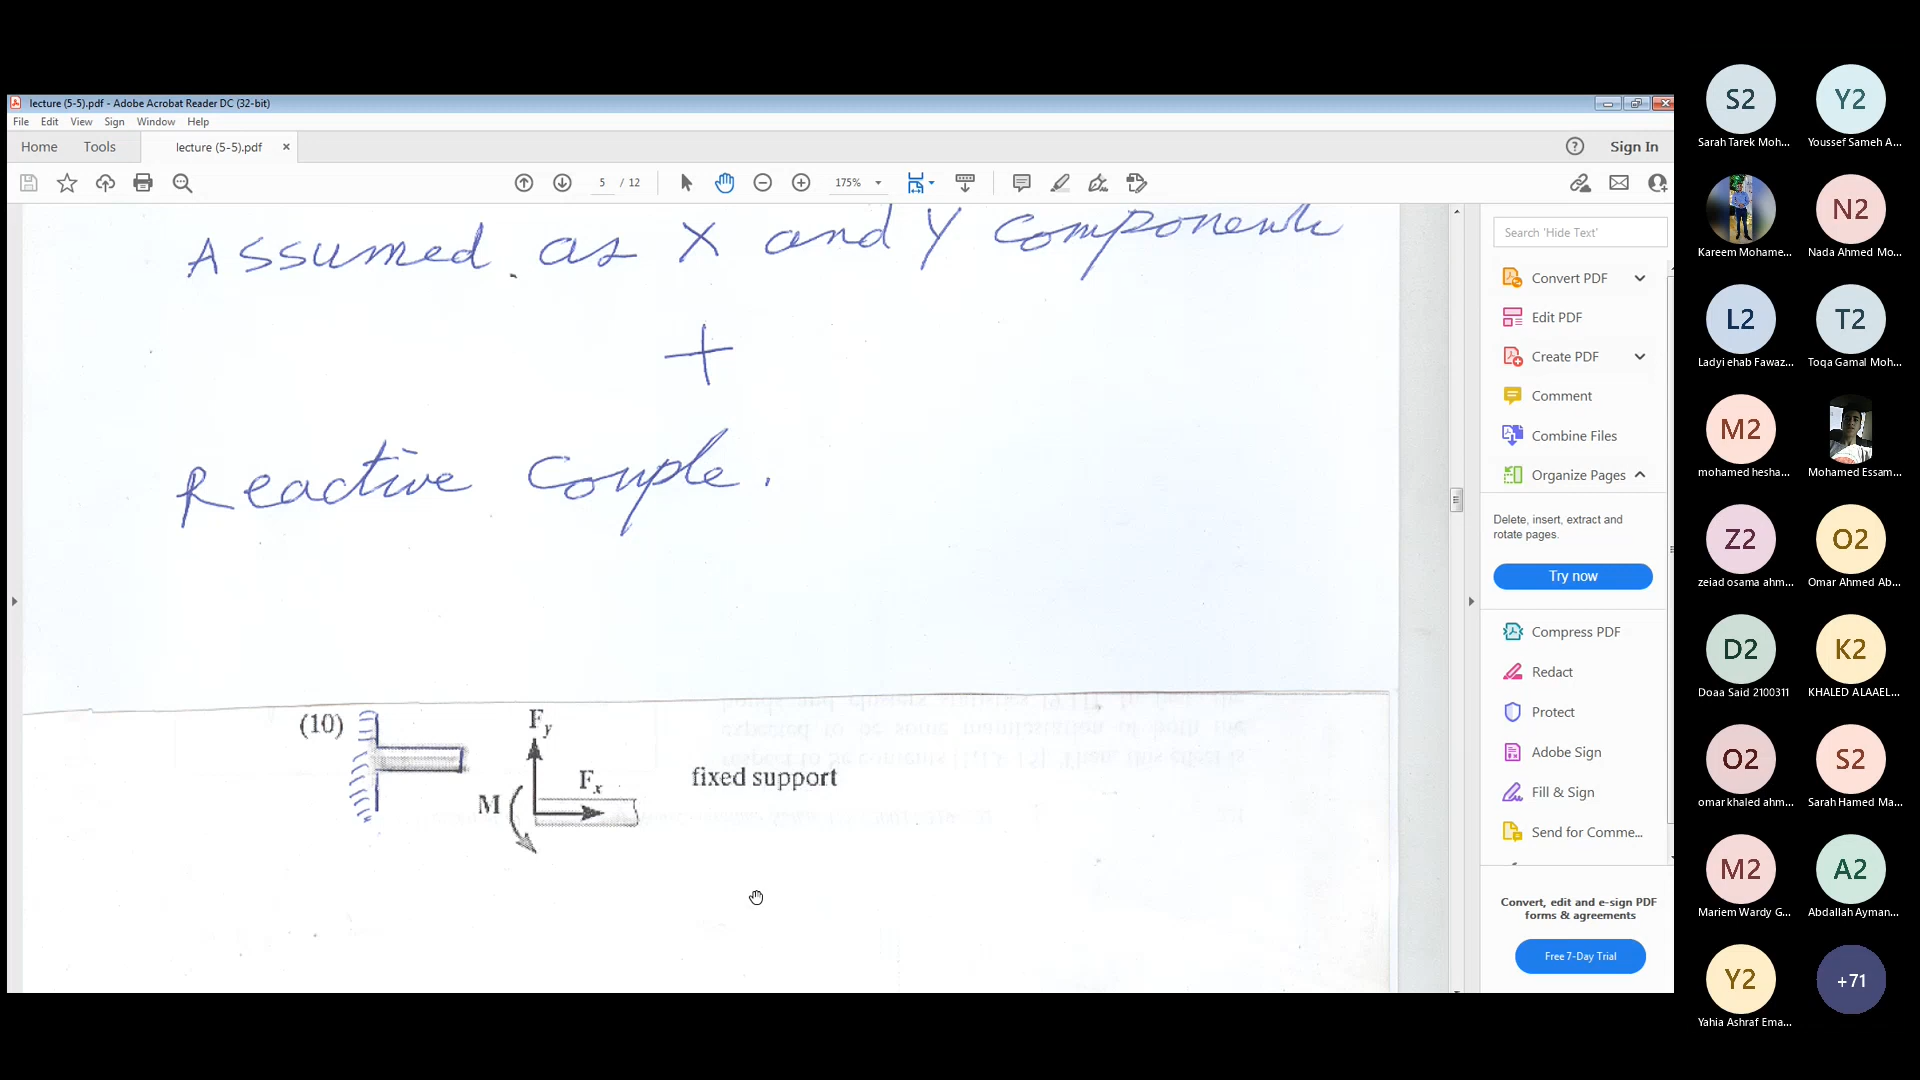 lecture (5-5).pdf - Adobe Acrobat Reader DC (32-bit)
File Edit View Sign Window Help
Home Tools lecture (5-5).pdf × Sign In
5 / 12 175%
Assumed as X and Y Components
+
Reactive Couple.
(10)
F_y
F_x
M
fixed support
Search 'Hide Text'
Convert PDF
Edit PDF
Create PDF
Comment
Combine Files
Organize Pages
Delete, insert, extract and
rotate pages.
Try now
Compress PDF
Redact
Protect
Adobe Sign
Fill & Sign
Send for Comme...
Convert, edit and e-sign PDF
forms & agreements
Free 7-Day Trial
S2 Y2
Sarah Tarek Moh... Youssef Sameh A...
N2
Kareem Mohame... Nada Ahmed Mo...
L2 T2
Ladyi ehab Fawaz... Toqa Gamal Moh...
M2
mohamed hesha... Mohamed Essam...
Z2 O2
zeiad osama ahm... Omar Ahmed Ab...
D2 K2
Doaa Said 2100311 KHALED ALAAEL...
O2 S2
omar khaled ahm... Sarah Hamed Ma...
M2 A2
Mariem Wardy G... Abdallah Ayman...
Y2 +71
Yahia Ashraf Ema...